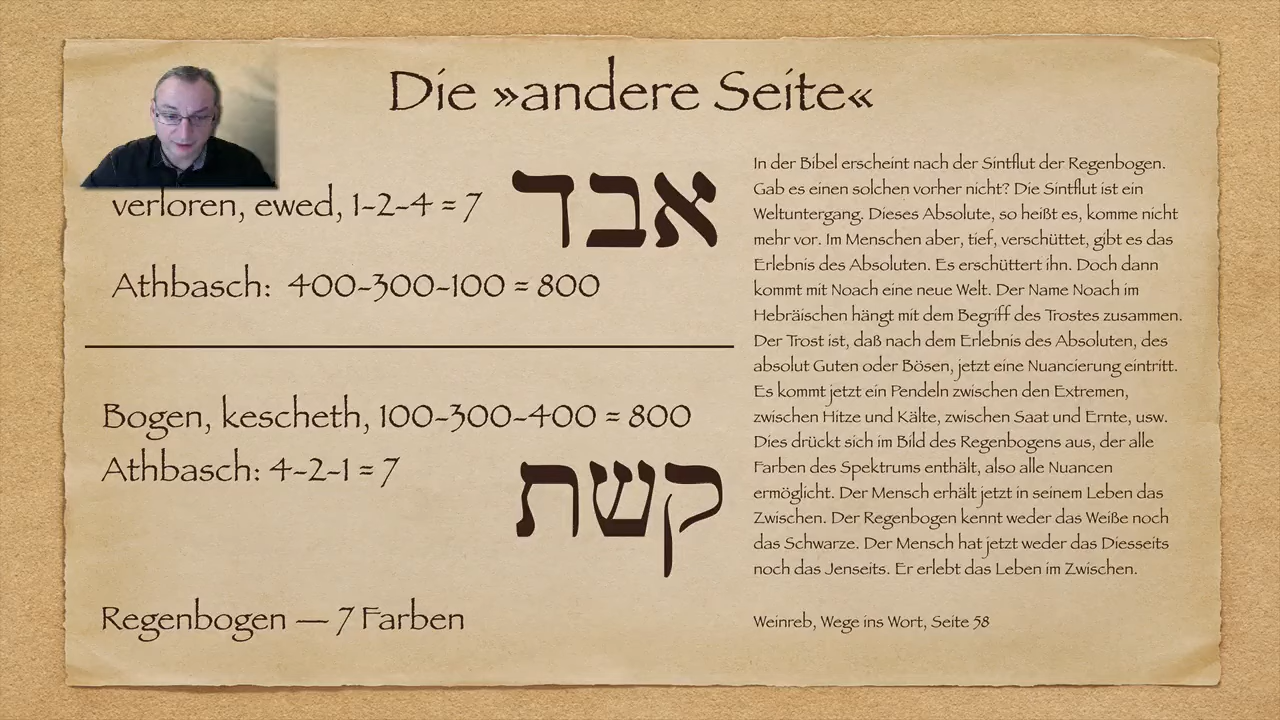 Die »andere Seite«
verloren, ewed, 1-2-4 = 7
אבד
Athbasch: 400-300-100 = 800
Bogen, kescheth, 100-300-400 = 800
Athbasch: 4-2-1 = 7
קשת
Regenbogen — 7 Farben
In der Bibel erscheint nach der Sintflut der Regenbogen.
Gab es einen solchen vorher nicht? Die Sintflut ist ein
Weltuntergang. Dieses Absolute, so heißt es, komme nicht
mehr vor. Im Menschen aber, tief, verschüttet, gibt es das
Erlebnis des Absoluten. Es erschüttert ihn. Doch dann
kommt mit Noach eine neue Welt. Der Name Noach im
Hebräischen hängt mit dem Begriff des Trostes zusammen.
Der Trost ist, daß nach dem Erlebnis des Absoluten, des
absolut Guten oder Bösen, jetzt eine Nuancierung eintritt.
Es kommt jetzt ein Pendeln zwischen den Extremen,
zwischen Hitze und Kälte, zwischen Saat und Ernte, usw.
Dies drückt sich im Bild des Regenbogens aus, der alle
Farben des Spektrums enthält, also alle Nuancen
ermöglicht. Der Mensch erhält jetzt in seinem Leben das
Zwischen. Der Regenbogen kennt weder das Weiße noch
das Schwarze. Der Mensch hat jetzt weder das Diesseits
noch das Jenseits. Er erlebt das Leben im Zwischen.
Weinreb, Wege ins Wort, Seite 58